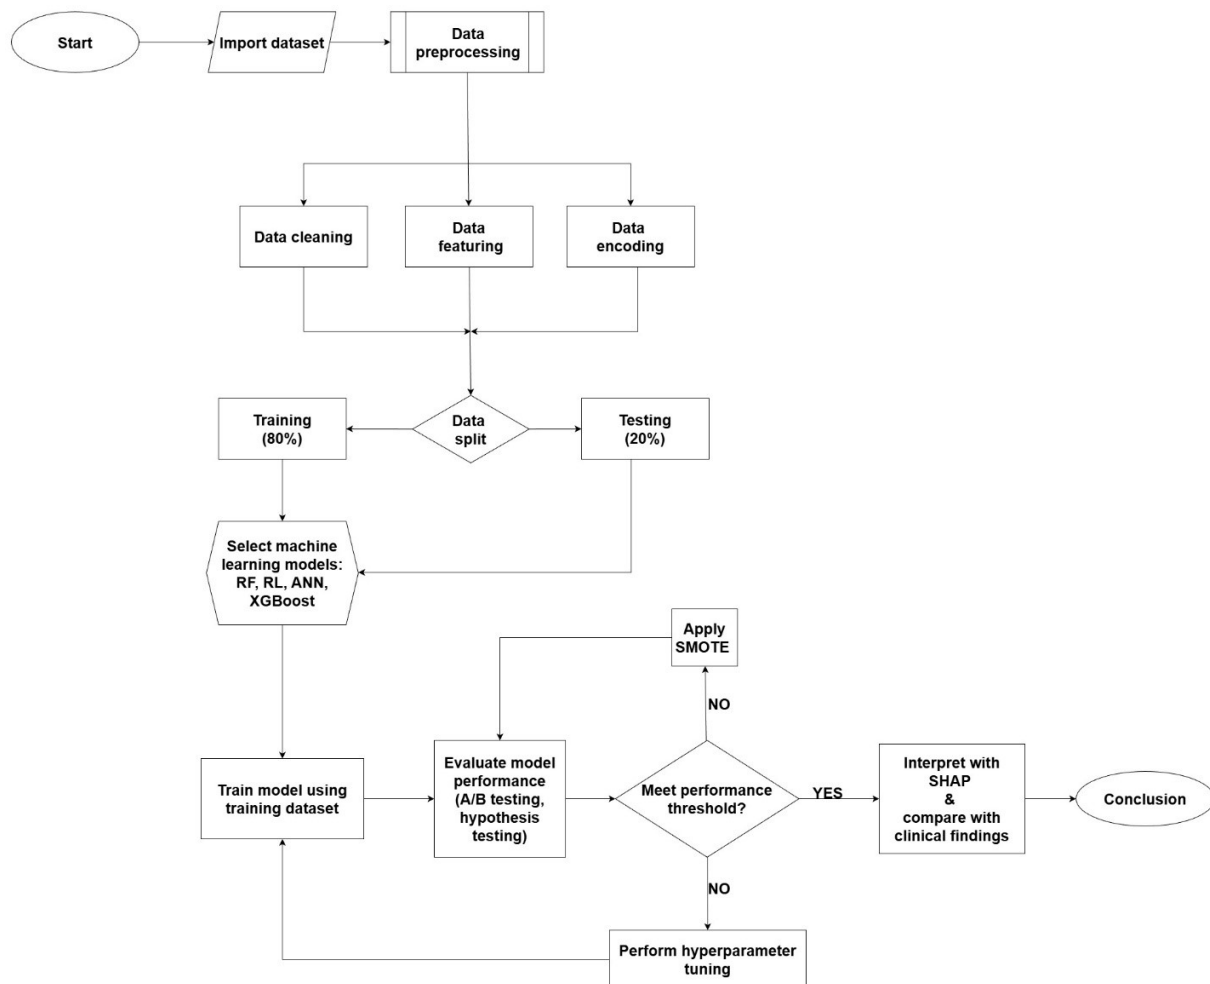 Start
Import dataset
Data
preprocessing
Data cleaning
Data
featuring
Data
encoding
Training
(80%)
Data
split
Testing
(20%)
Select machine
learning models:
RF, RL, ANN,
XGBoost
Apply
SMOTE
NO
Train model using
training dataset
Evaluate model
performance
(A/B testing,
hypothesis
testing)
Meet performance
threshold?
YES
Interpret with
SHAP
&
compare with
clinical findings
Conclusion
NO
Perform hyperparameter
tuning